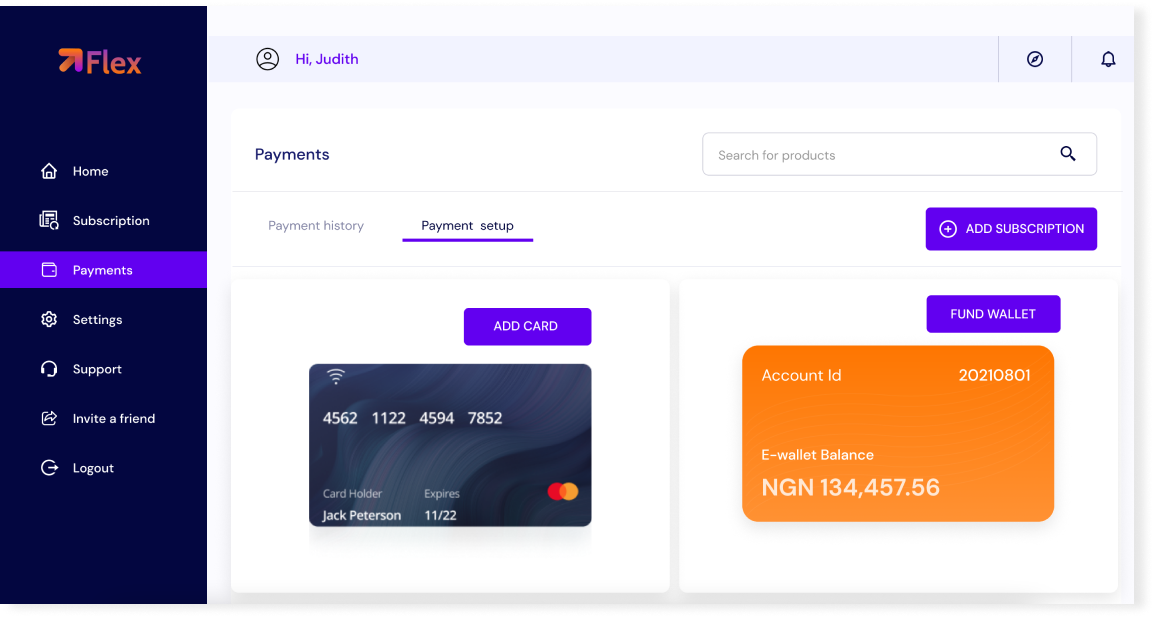 Flex
Hi, Judith
Home
Subscription
Payments
Settings
Support
Invite a friend
Logout
Payments
Search for products
Payment history
Payment setup
ADD SUBSCRIPTION
ADD CARD
4562 1122 4594 7852
Card Holder Expires
Jack Peterson 11/22
FUND WALLET
Account Id 20210801
E-wallet Balance
NGN 134,457.56